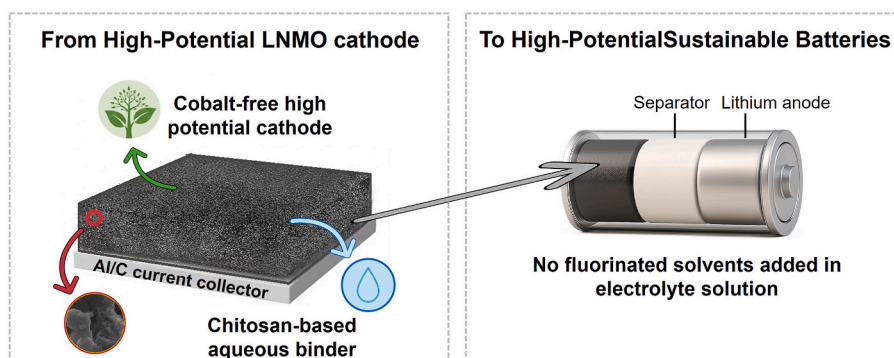 From High-Potential LNMO cathode
Cobalt-free high
potential cathode
Al/C current collector
Chitosan-based
aqueous binder
To High-PotentialSustainable Batteries
Separator
Lithium anode
No fluorinated solvents added in
electrolyte solution